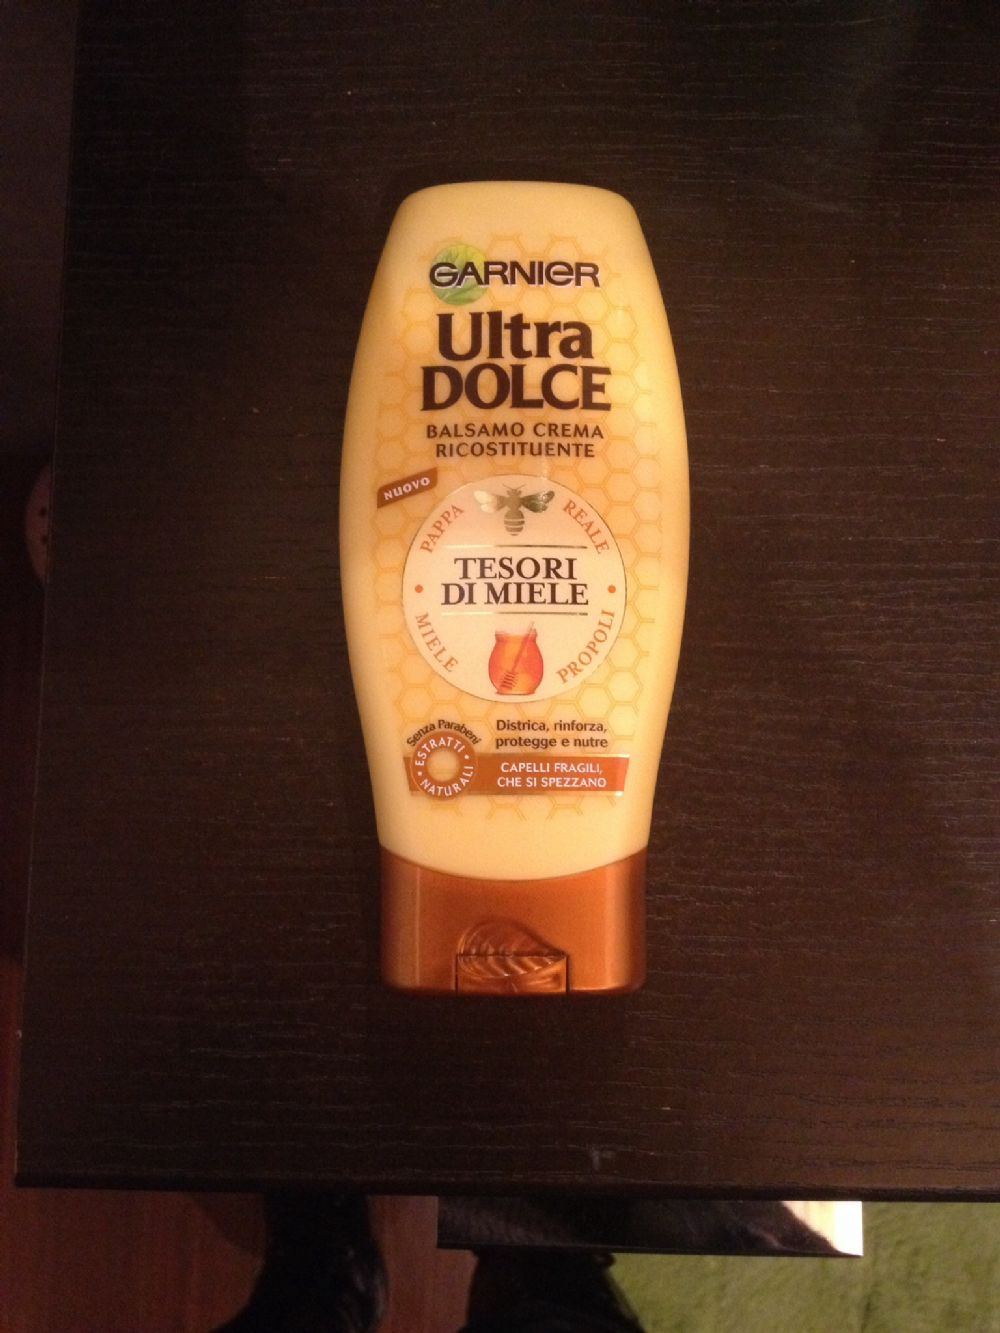 GARNIER
Ultra
DOLCE
BALSAMO CREMA
RICOSTITUENTE
NUOVO
PAPPA REALE
TESORI
DI MIELE
MIELE PROPOLI
Senza Parabeni
ESTRATTI NATURALI
Districa, rinforza,
protegge e nutre
CAPELLI FRAGILI,
CHE SI SPEZZANO